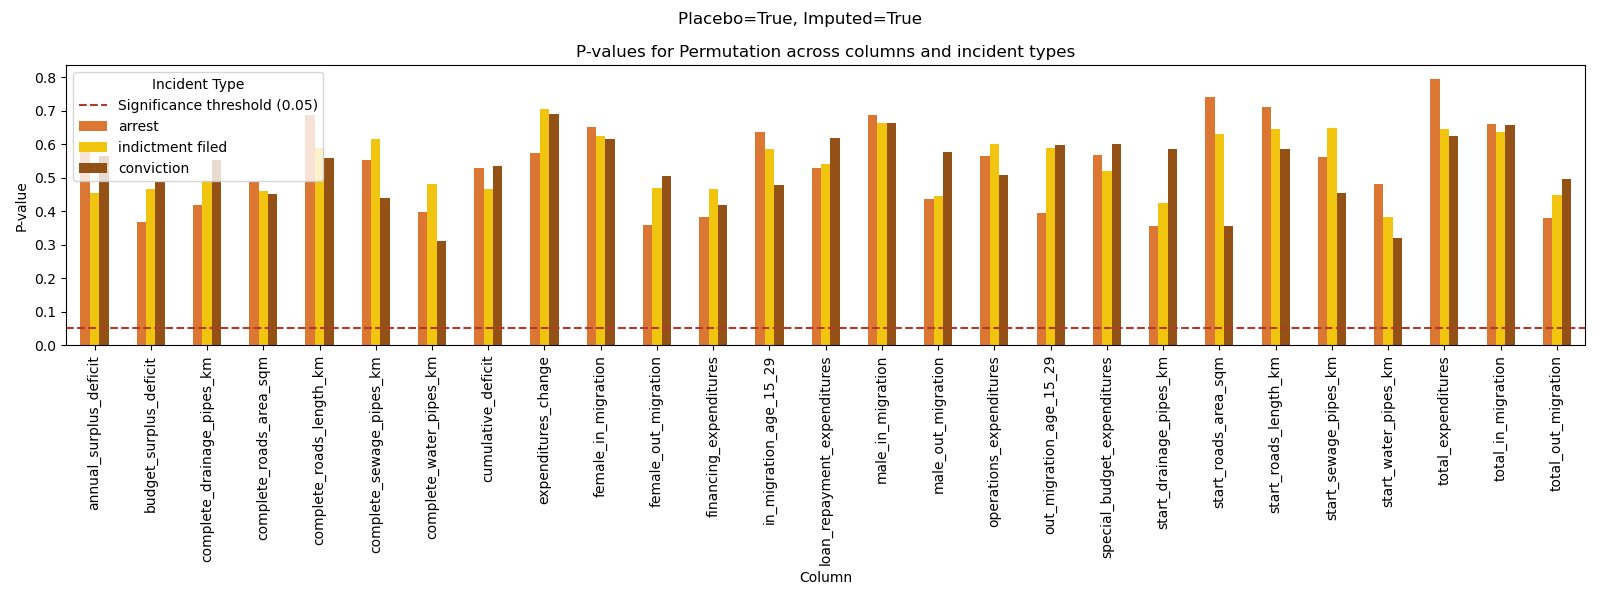 Placebo=True, Imputed=True
P-values for Permutation across columns and incident types
Incident Type
Significance threshold (0.05)
arrest
indictment filed
conviction
P-value
0.8
0.7
0.6
0.5
0.4
0.3
0.2
0.1
0.0
annual_surplus_deficit
budget_surplus_deficit
complete_drainage_pipes_km
complete_roads_area_sqm
complete_roads_length_km
complete_sewage_pipes_km
complete_water_pipes_km
cumulative_deficit
expenditures_change
female_in_migration
female_out_migration
financing_expenditures
in_migration_age_15_29
loan_repayment_expenditures
male_in_migration
male_out_migration
operations_expenditures
out_migration_age_15_29
special_budget_expenditures
start_drainage_pipes_km
start_roads_area_sqm
start_roads_length_km
start_sewage_pipes_km
start_water_pipes_km
total_expenditures
total_in_migration
total_out_migration
Column